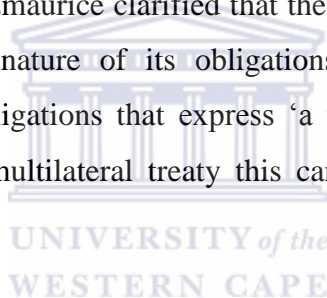 maurice clarified that the
nature of its obligations
igations that express ‘a
multilateral treaty this can
UNIVERSITY of the
WESTERN CAPE